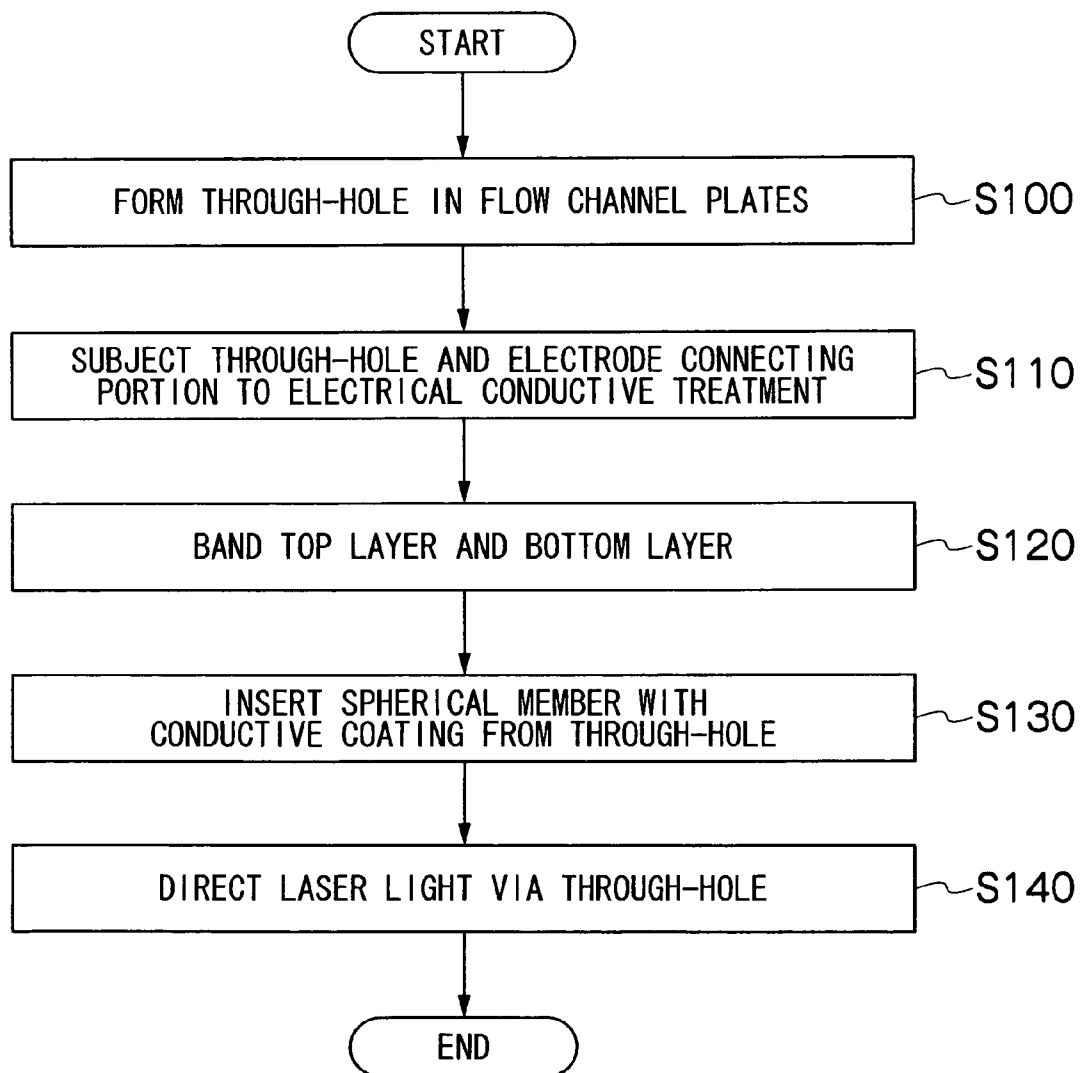 START
FORM THROUGH-HOLE IN FLOW CHANNEL PLATES
S100
SUBJECT THROUGH-HOLE AND ELECTRODE CONNECTING
PORTION TO ELECTRICAL CONDUCTIVE TREATMENT
S110
BAND TOP LAYER AND BOTTOM LAYER
S120
INSERT SPHERICAL MEMBER WITH
CONDUCTIVE COATING FROM THROUGH-HOLE
S130
DIRECT LASER LIGHT VIA THROUGH-HOLE
S140
END